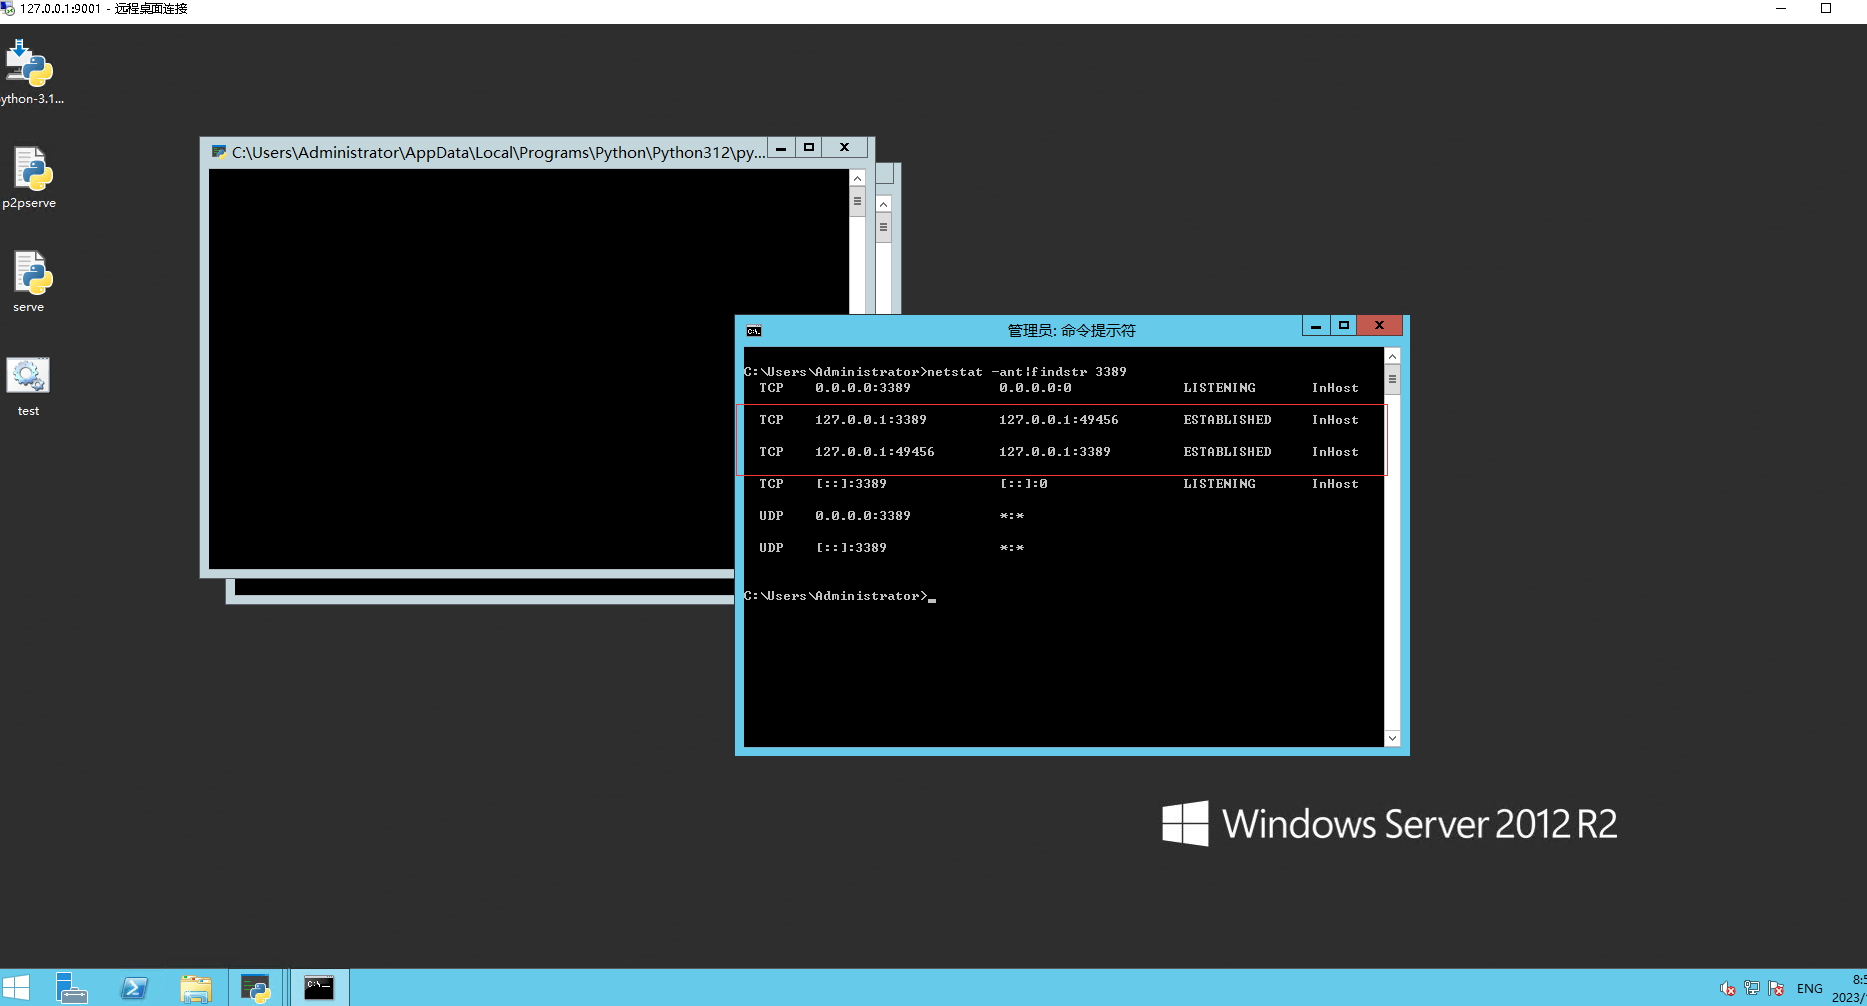 127.0.0.1:9001 - 远程桌面连接
ython-3.1...
p2pserve
serve
test
C:\Users\Administrator\AppData\Local\Programs\Python\Python312\py...
管理员: 命令提示符
C:\Users\Administrator>netstat -ant|findstr 3389
TCP 0.0.0.0:3389 0.0.0.0:0 LISTENING InHost
TCP 127.0.0.1:3389 127.0.0.1:49456 ESTABLISHED InHost
TCP 127.0.0.1:49456 127.0.0.1:3389 ESTABLISHED InHost
TCP [::]:3389 [::]:0 LISTENING InHost
UDP 0.0.0.0:3389 *:*
UDP [::]:3389 *:*
C:\Users\Administrator>_
Windows Server 2012 R2
ENG
2023/